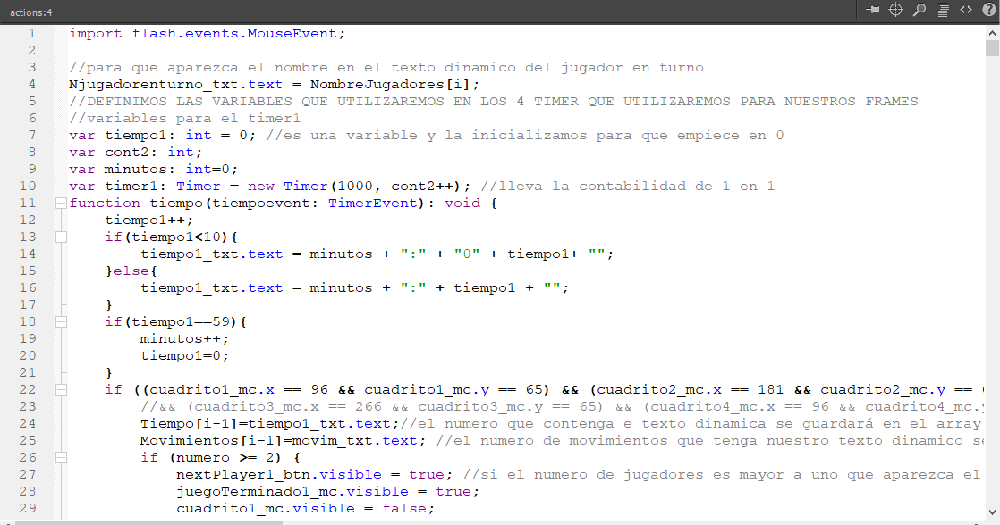 actions:4
1 import flash.events.MouseEvent;
2
3 //para que aparezca el nombre en el texto dinamico del jugador en turno
4 Njugadorenturno_txt.text = NombreJugadores[i];
5 //DEFINIMOS LAS VARIABLES QUE UTILIZAREMOS EN LOS 4 TIMER QUE UTILIZAREMOS PARA NUESTROS FRAMES
6 //variables para el timer1
7 var tiempo1: int = 0; //es una variable y la inicializamos para que empiece en 0
8 var cont2: int;
9 var minutos: int=0;
10 var timer1: Timer = new Timer(1000, cont2++); //lleva la contabilidad de 1 en 1
11 function tiempo(tiempoevent: TimerEvent): void {
12 tiempo1++;
13 if(tiempo1<10){
14 tiempo1_txt.text = minutos + ":" + "0" + tiempo1+ "";
15 }else{
16 tiempo1_txt.text = minutos + ":" + tiempo1 + "";
17 }
18 if(tiempo1==59){
19 minutos++;
20 tiempo1=0;
21 }
22 if ((cuadrito1_mc.x == 96 && cuadrito1_mc.y == 65) && (cuadrito2_mc.x == 181 && cuadrito2_mc.y ==
23 //&& (cuadrito3_mc.x == 266 && cuadrito3_mc.y == 65) && (cuadrito4_mc.x == 96 && cuadrito4_mc.
24 Tiempo[i-1]=tiempo1_txt.text;//el numero que contenga e texto dinamica se guardará en el array
25 Movimientos[i-1]=movim_txt.text; //el numero de movimientos que tenga nuestro texto dinamico
26 if (numero >= 2) {
27 nextPlayer1_btn.visible = true; //si el numero de jugadores es mayor a uno que aparezca el
28 juegoTerminado1_mc.visible = true;
29 cuadrito1_mc.visible = false;